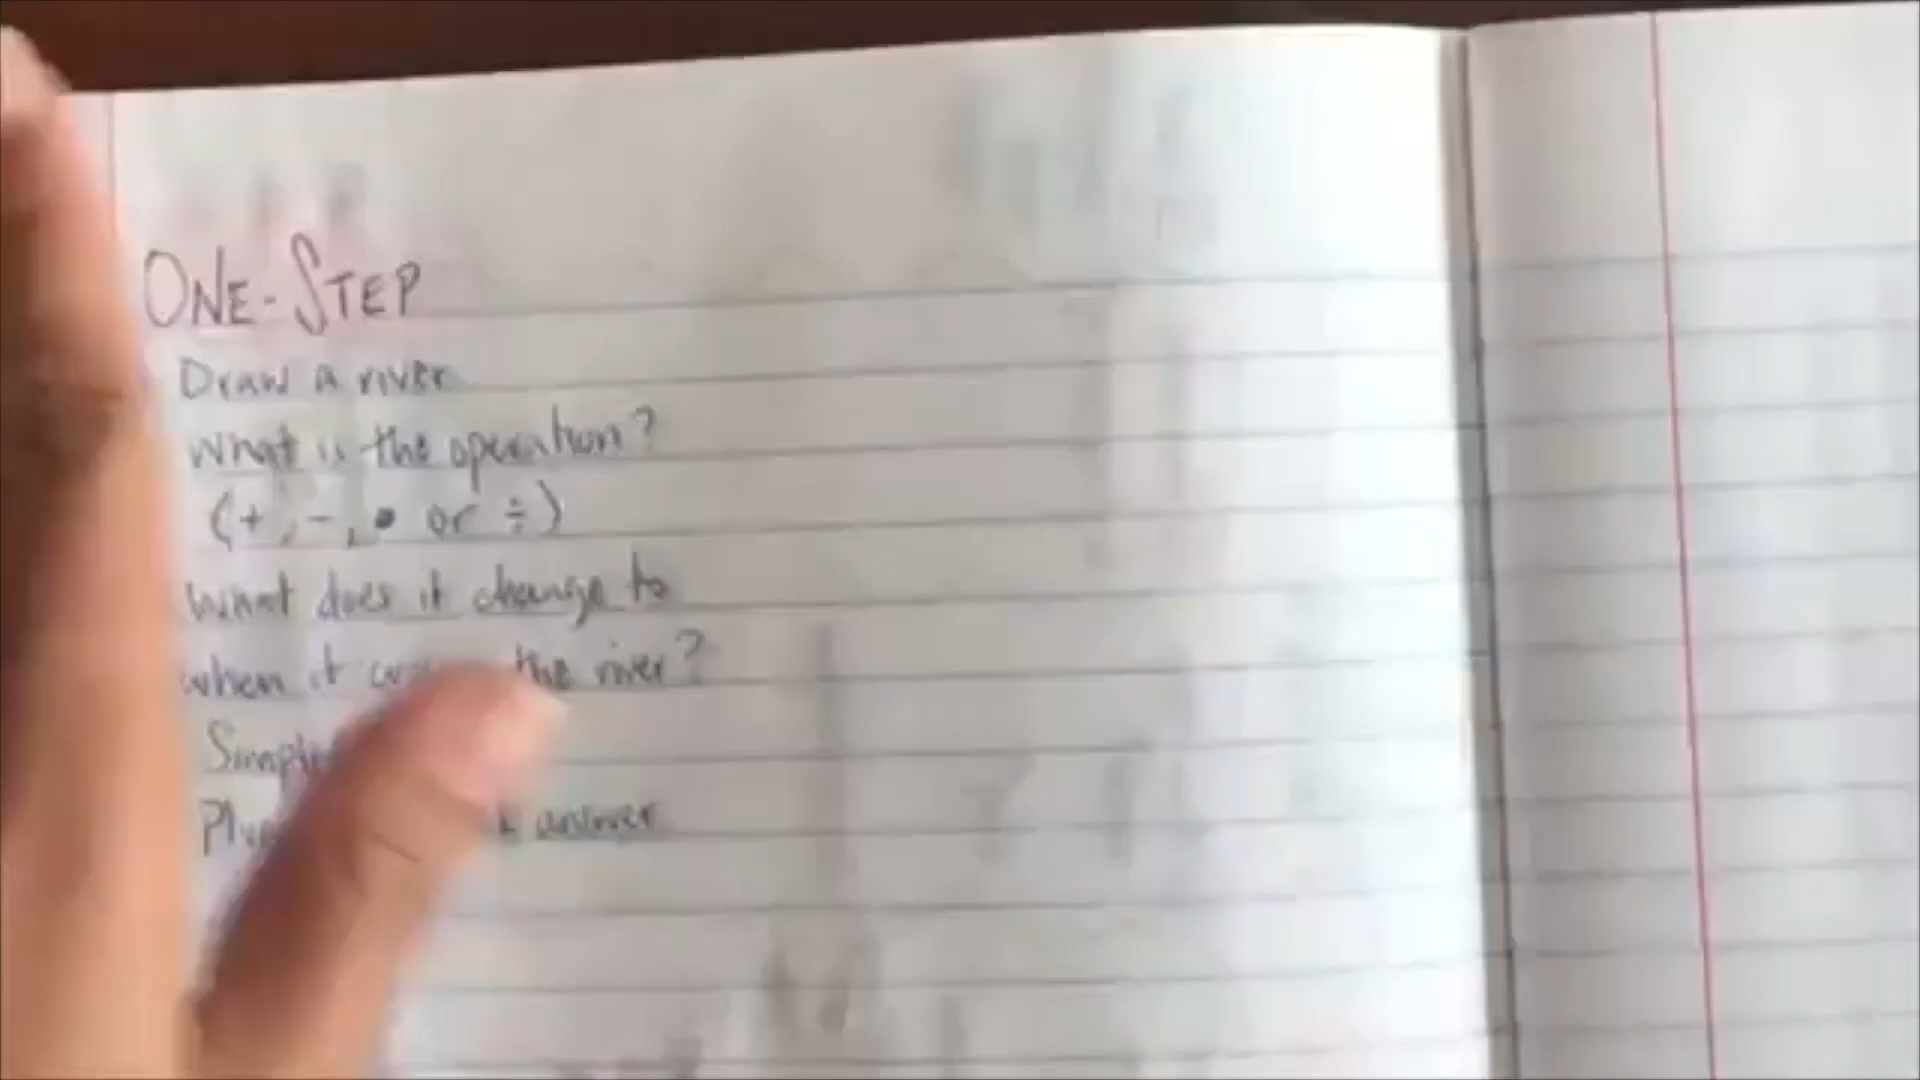 ONE-STEP
Draw a river
What is the operation?
(+, -, • or ÷)
What does it change to
when it the river?
answer